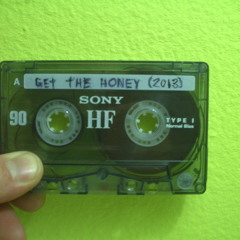 A GET THE HONEY (2013)
SONY
90 HF TYPE I
Normal Bias